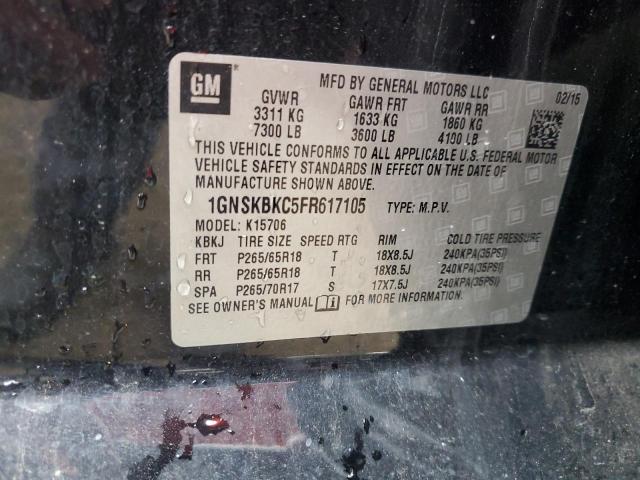 GM
MFD BY GENERAL MOTORS LLC
02/15
GVWR GAWR FRT GAWR RR
3311 KG 1633 KG 1860 KG
7300 LB 3600 LB 4100 LB
THIS VEHICLE CONFORMS TO ALL APPLICABLE U.S. FEDERAL MOTOR
VEHICLE SAFETY STANDARDS IN EFFECT ON THE DATE OF
MANUFACTURE SHOWN ABOVE.
1GNSKBKC5FR617105 TYPE: M.P.V.
MODEL: K15706
KBKJ TIRE SIZE SPEED RTG RIM COLD TIRE PRESSURE
FRT P265/65R18 T 18X8.5J 240KPA(35PSI)
RR P265/65R18 T 18X8.5J 240KPA(35PSI)
SPA P265/70R17 S 17X7.5J 240KPA(35PSI)
SEE OWNER'S MANUAL FOR MORE INFORMATION.